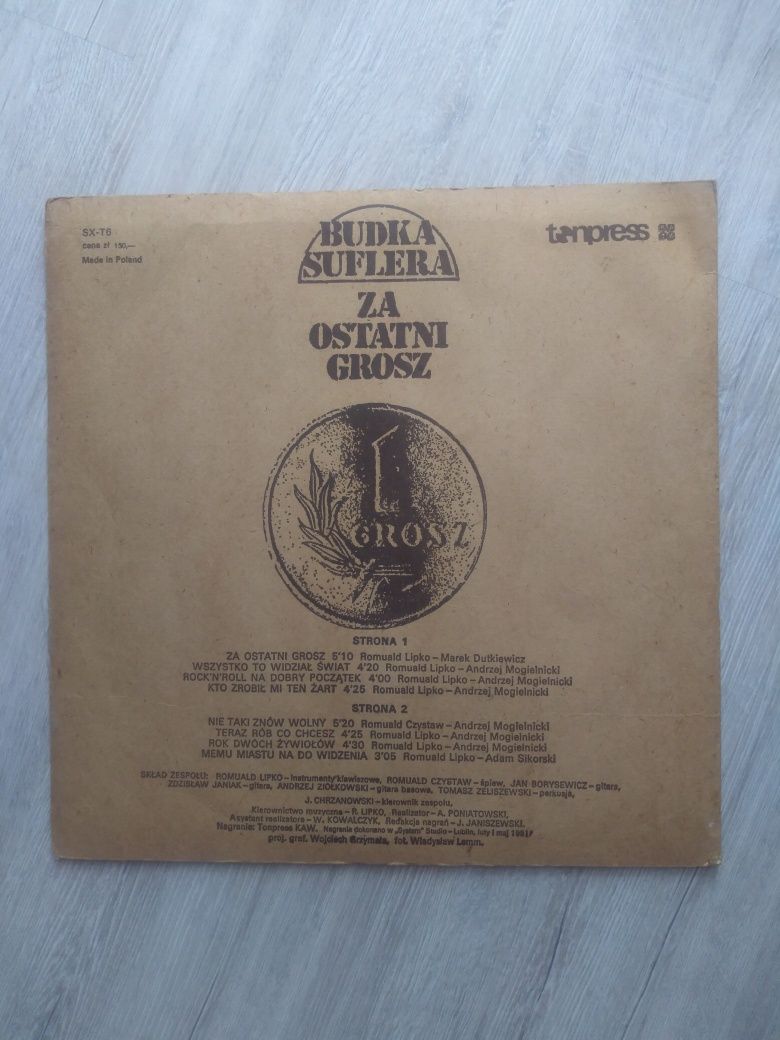 SX-T6
cena zł 150,—
Made in Poland
BUDKA
SUFLERA
tonpress
ZA
OSTATNI
GROSZ
1
GROSZ
STRONA 1
ZA OSTATNI GROSZ 5'10 Romuald Lipko – Marek Dutkiewicz
WSZYSTKO TO WIDZIAŁ ŚWIAT 4'20 Romuald Lipko – Andrzej Mogielnicki
ROCK'N'ROLL NA DOBRY POCZĄTEK 4'00 Romuald Lipko – Andrzej Mogielnicki
KTO ZROBIŁ MI TEN ŻART 4'25 Romuald Lipko – Andrzej Mogielnicki
STRONA 2
NIE TAKI ZNÓW WOLNY 5'20 Romuald Czystaw – Andrzej Mogielnicki
TERAZ RÓB CO CHCESZ 4'25 Romuald Lipko – Andrzej Mogielnicki
ROK DWÓCH ŻYWIOŁÓW 4'30 Romuald Lipko – Andrzej Mogielnicki
MEMU MIASTU NA DO WIDZENIA 3'05 Romuald Lipko – Adam Sikorski
SKŁAD ZESPOŁU: ROMUALD LIPKO – instrumenty klawiszowe, ROMUALD CZYSTAW – śpiew, JAN BORYSEWICZ – gitara,
ZDZISŁAW JANIAK – gitara, ANDRZEJ ZIÓŁKOWSKI – gitara basowa, TOMASZ ZELISZEWSKI – perkusja,
J. CHRZANOWSKI – kierownik zespołu,
Kierownictwo muzyczne – R. LIPKO, Realizator – A. PONIATOWSKI,
Asystent realizatora – W. KOWALCZYK, Redakcja nagrań – J. JANISZEWSKI.
Nagranie: Tonpress KAW. Nagrania dokonano w „System" Studio – Lublin, luty i maj 1981 r.
proj. graf. Wojciech Grzymała, fot. Władysław Lemm.